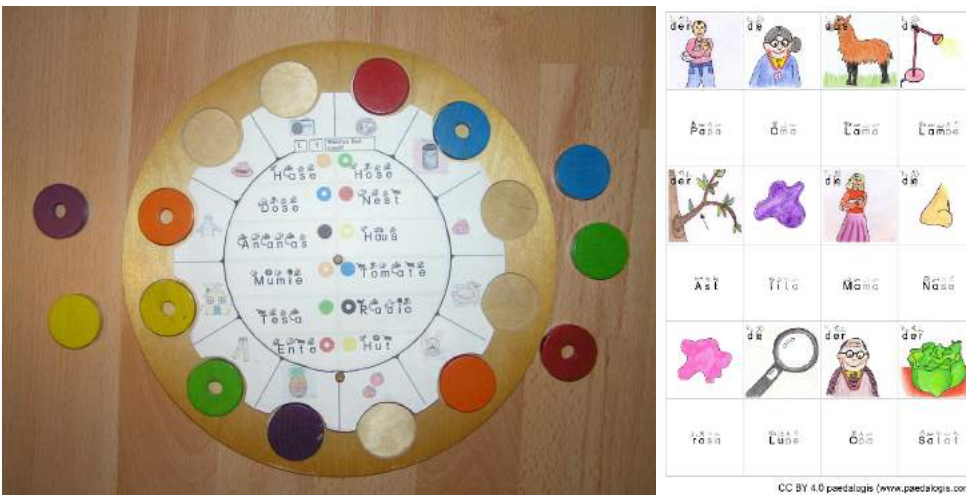 Hase Hose
Dose Nest
Ananas Haus
Mumie Tomate
Tesa Radio
Ente Hut
der die das die
Papa Oma Lama Lampe
der die die
Ast lila Mama Nase
die der der
rosa Lupe Opa Salat
CC BY 4.0 paedalogis (www.paedalogis.com